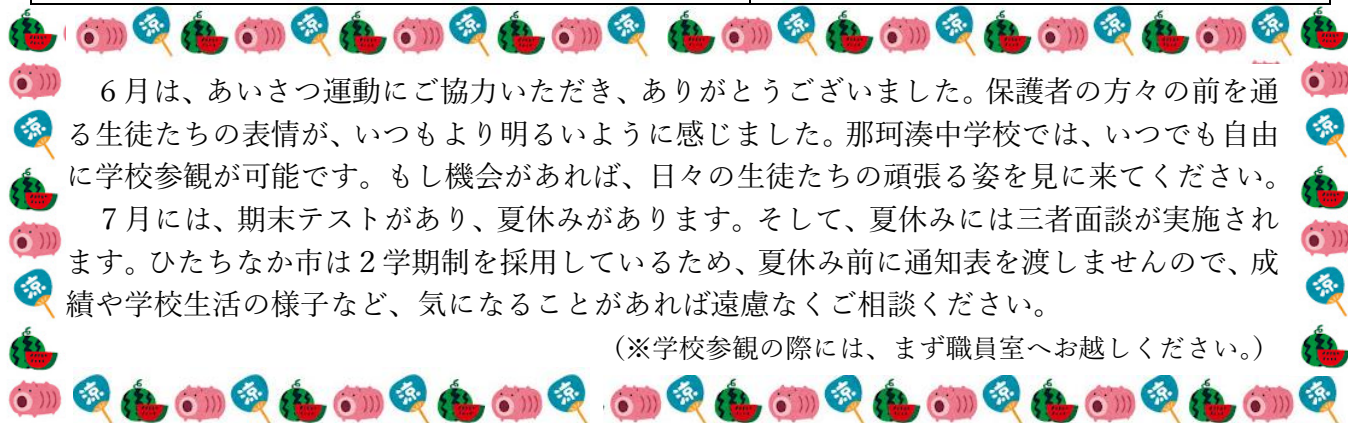 ６月は、あいさつ運動にご協力いただき、ありがとうございました。保護者の方々の前を通
る生徒たちの表情が、いつもより明るいように感じました。那珂湊中学校では、いつでも自由
に学校参観が可能です。もし機会があれば、日々の生徒たちの頑張る姿を見に来てください。
７月には、期末テストがあり、夏休みがあります。そして、夏休みには三者面談が実施され
ます。ひたちなか市は２学期制を採用しているため、夏休み前に通知表を渡しませんので、成
績や学校生活の様子など、気になることがあれば遠慮なくご相談ください。
（※学校参観の際には、まず職員室へお越しください。）